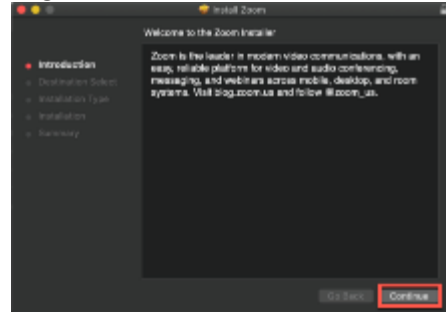 Install Zoom
Welcome to the Zoom Installer
Introduction
Destination Select
Installation Type
Installation
Summary
Zoom is the leader in modern video communications, with an
easy, reliable platform for video and audio conferencing,
messaging, and webinars across mobile, desktop, and room
systems. Visit blog.zoom.us and follow @zoom_us.
Go Back
Continue